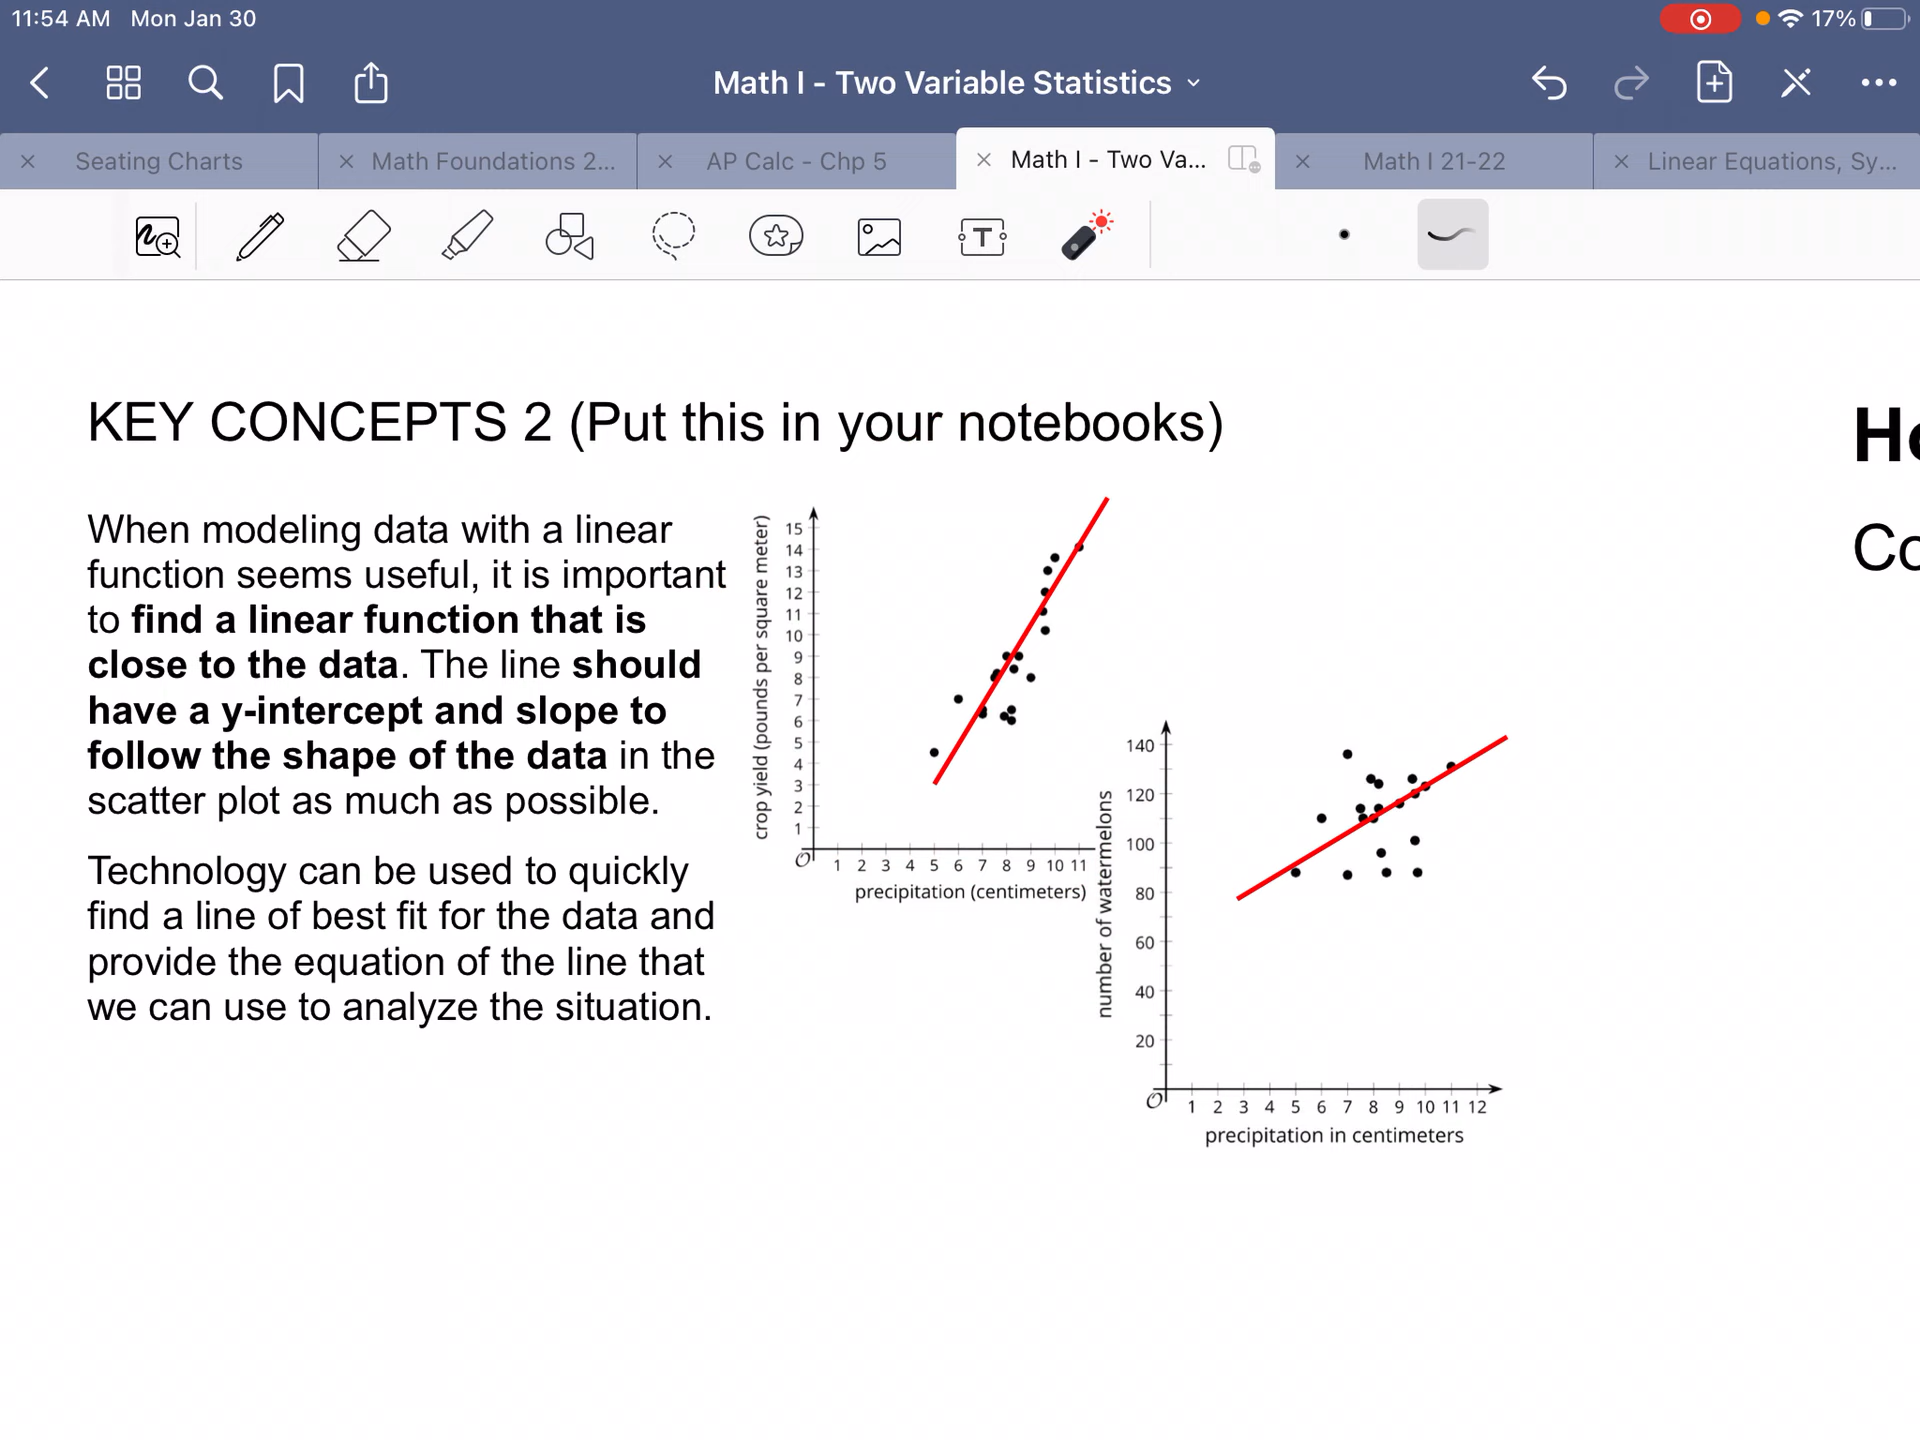 11:54 AM Mon Jan 30
17%
Math I - Two Variable Statistics
Seating Charts
Math Foundations 2...
AP Calc - Chp 5
Math I - Two Va...
Math I 21-22
Linear Equations, Sy...
T
KEY CONCEPTS 2 (Put this in your notebooks)
When modeling data with a linear
function seems useful, it is important
to find a linear function that is
close to the data. The line should
have a y-intercept and slope to
follow the shape of the data in the
scatter plot as much as possible.
Technology can be used to quickly
find a line of best fit for the data and
provide the equation of the line that
we can use to analyze the situation.
crop yield (pounds per square meter)
15
14
13
12
11
10
9
8
7
6
5
4
3
2
1
O
1 2 3 4 5 6 7 8 9 10 11
precipitation (centimeters)
number of watermelons
140
120
100
80
60
40
20
O
1 2 3 4 5 6 7 8 9 10 11 12
precipitation in centimeters